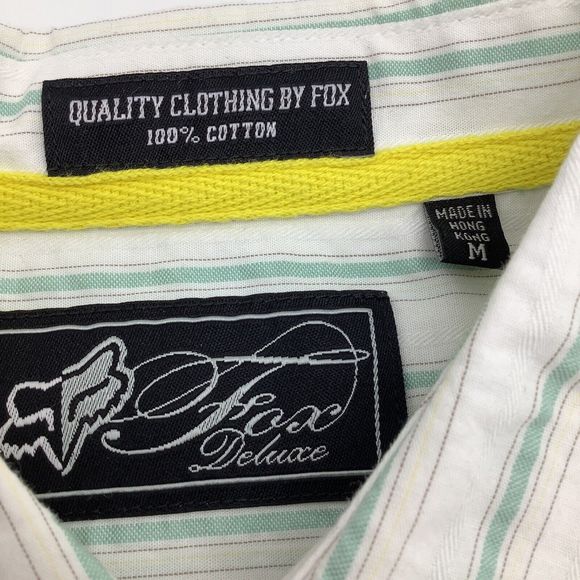 QUALITY CLOTHING BY FOX
100% COTTON
MADE IN
HONG
KONG
M
Fox
Deluxe